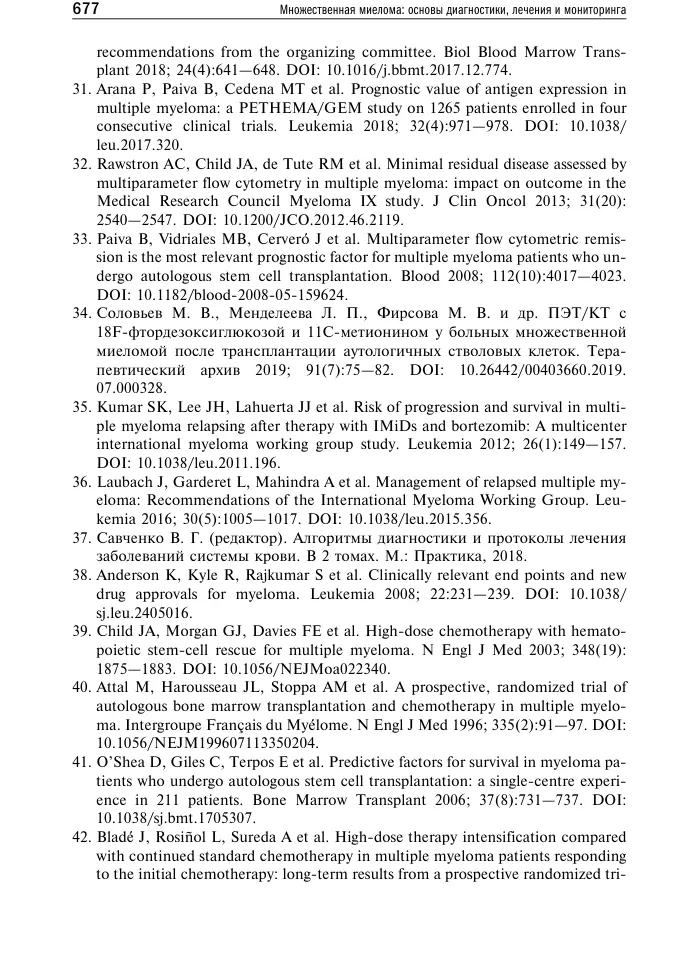 677
Множественная миелома: основы диагностики, лечения и мониторинга
recommendations from the organizing committee. Biol Blood Marrow Trans-
plant 2018; 24(4):641—648. DOI: 10.1016/j.bbmt.2017.12.774.
31. Arana P, Paiva B, Cedena MT et al. Prognostic value of antigen expression in
multiple myeloma: a PETHEMA/GEM study on 1265 patients enrolled in four
consecutive clinical trials. Leukemia 2018; 32(4):971—978. DOI: 10.1038/
leu.2017.320.
32. Rawstron AC, Child JA, de Tute RM et al. Minimal residual disease assessed by
multiparameter flow cytometry in multiple myeloma: impact on outcome in the
Medical Research Council Myeloma IX study. J Clin Oncol 2013; 31(20):
2540—2547. DOI: 10.1200/JCO.2012.46.2119.
33. Paiva B, Vidriales MB, Cerveró J et al. Multiparameter flow cytometric remis-
sion is the most relevant prognostic factor for multiple myeloma patients who un-
dergo autologous stem cell transplantation. Blood 2008; 112(10):4017—4023.
DOI: 10.1182/blood-2008-05-159624.
34. Соловьев М. В., Менделеева Л. П., Фирсова М. В. и др. ПЭТ/КТ с
18F-фтордезоксиглюкозой и 11С-метионином у больных множественной
миеломой после трансплантации аутологичных стволовых клеток. Тера-
певтический архив 2019; 91(7):75—82. DOI: 10.26442/00403660.2019.
07.000328.
35. Kumar SK, Lee JH, Lahuerta JJ et al. Risk of progression and survival in multi-
ple myeloma relapsing after therapy with IMiDs and bortezomib: A multicenter
international myeloma working group study. Leukemia 2012; 26(1):149—157.
DOI: 10.1038/leu.2011.196.
36. Laubach J, Garderet L, Mahindra A et al. Management of relapsed multiple my-
eloma: Recommendations of the International Myeloma Working Group. Leu-
kemia 2016; 30(5):1005—1017. DOI: 10.1038/leu.2015.356.
37. Савченко В. Г. (редактор). Алгоритмы диагностики и протоколы лечения
заболеваний системы крови. В 2 томах. М.: Практика, 2018.
38. Anderson K, Kyle R, Rajkumar S et al. Clinically relevant end points and new
drug approvals for myeloma. Leukemia 2008; 22:231—239. DOI: 10.1038/
sj.leu.2405016.
39. Child JA, Morgan GJ, Davies FE et al. High-dose chemotherapy with hemato-
poietic stem-cell rescue for multiple myeloma. N Engl J Med 2003; 348(19):
1875—1883. DOI: 10.1056/NEJMoa022340.
40. Attal M, Harousseau JL, Stoppa AM et al. A prospective, randomized trial of
autologous bone marrow transplantation and chemotherapy in multiple myelo-
ma. Intergroupe Français du Myélome. N Engl J Med 1996; 335(2):91—97. DOI:
10.1056/NEJM199607113350204.
41. O’Shea D, Giles C, Terpos E et al. Predictive factors for survival in myeloma pa-
tients who undergo autologous stem cell transplantation: a single-centre experi-
ence in 211 patients. Bone Marrow Transplant 2006; 37(8):731—737. DOI:
10.1038/sj.bmt.1705307.
42. Bladé J, Rosiñol L, Sureda A et al. High-dose therapy intensification compared
with continued standard chemotherapy in multiple myeloma patients responding
to the initial chemotherapy: long-term results from a prospective randomized tri-